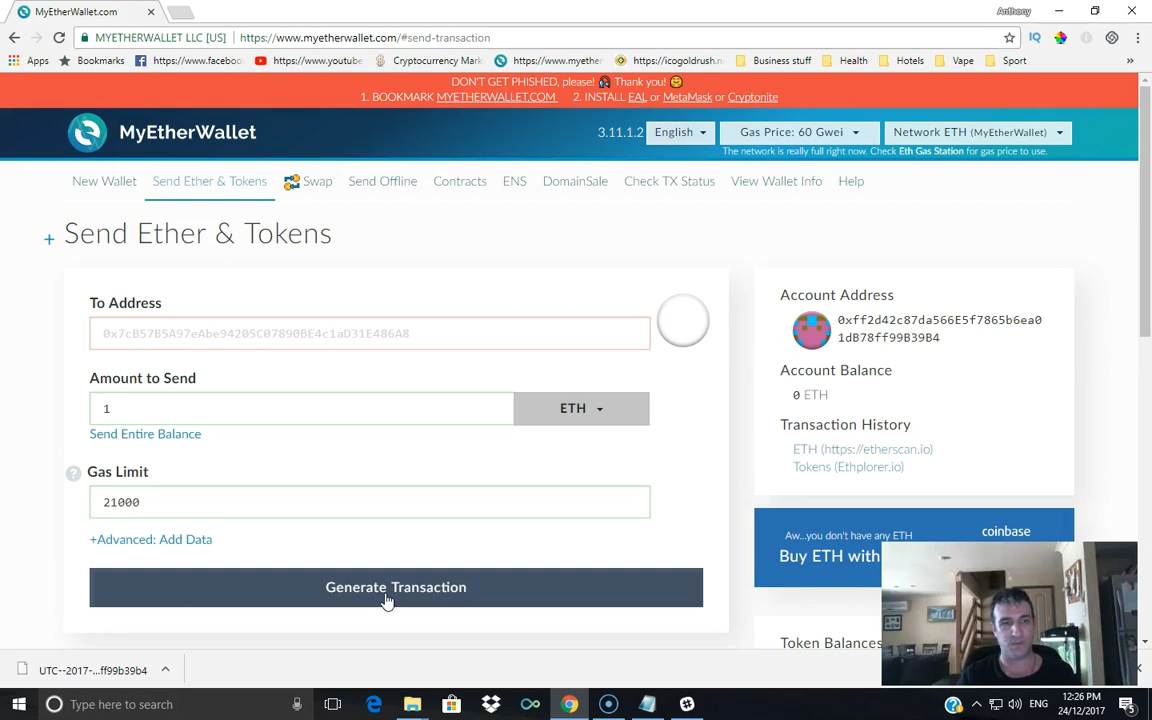 MyEtherWallet.com
Anthony
MYETHERWALLET LLC [US]
https://www.myetherwallet.com/#send-transaction
IQ
Apps
Bookmarks
https://www.facebo
https://www.youtube
Cryptocurrency Mark
https://www.myether
https://icogoldrush.n
Business stuff
Health
Hotels
Vape
Sport
»
DON'T GET PHISHED, please! Thank you!
1. BOOKMARK MYETHERWALLET.COM 2. INSTALL EAL or MetaMask or Cryptonite
MyEtherWallet
3.11.1.2
English
Gas Price: 60 Gwei
Network ETH (MyEtherWallet)
The network is really full right now. Check Eth Gas Station for gas price to use.
New Wallet
Send Ether & Tokens
Swap
Send Offline
Contracts
ENS
DomainSale
Check TX Status
View Wallet Info
Help
+ Send Ether & Tokens
To Address
0x7cB57B5A97eAbe94205C07890BE4c1aD31E486A8
Amount to Send
1
ETH
Send Entire Balance
? Gas Limit
21000
+Advanced: Add Data
Generate Transaction
Account Address
0xff2d42c87da566E5f7865b6ea0
1dB78ff99B39B4
Account Balance
0 ETH
Transaction History
ETH (https://etherscan.io)
Tokens (Ethplorer.io)
Aw...you don't have any ETH
coinbase
Buy ETH with
Token Balances
UTC--2017-...ff99b39b4
Type here to search
ENG
12:26 PM
24/12/2017
5